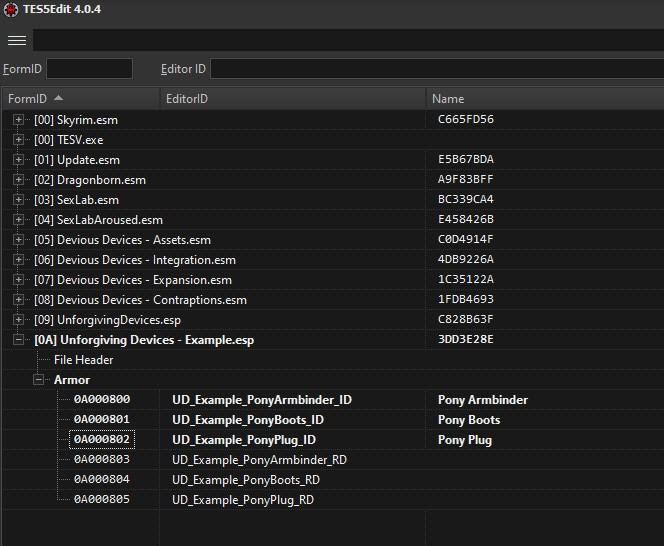 TES5Edit 4.0.4
FormID Editor ID
FormID EditorID Name
[00] Skyrim.esm C665FD56
[00] TESV.exe
[01] Update.esm E5B67BDA
[02] Dragonborn.esm A9F83BFF
[03] SexLab.esm BC339CA4
[04] SexLabAroused.esm E458426B
[05] Devious Devices - Assets.esm C0D4914F
[06] Devious Devices - Integration.esm 4DB9226A
[07] Devious Devices - Expansion.esm 1C35122A
[08] Devious Devices - Contraptions.esm 1FDB4693
[09] UnforgivingDevices.esp C828B63F
[0A] Unforgiving Devices - Example.esp 3DD3E28E
File Header
Armor
0A000800 UD_Example_PonyArmbinder_ID Pony Armbinder
0A000801 UD_Example_PonyBoots_ID Pony Boots
0A000802 UD_Example_PonyPlug_ID Pony Plug
0A000803 UD_Example_PonyArmbinder_RD
0A000804 UD_Example_PonyBoots_RD
0A000805 UD_Example_PonyPlug_RD